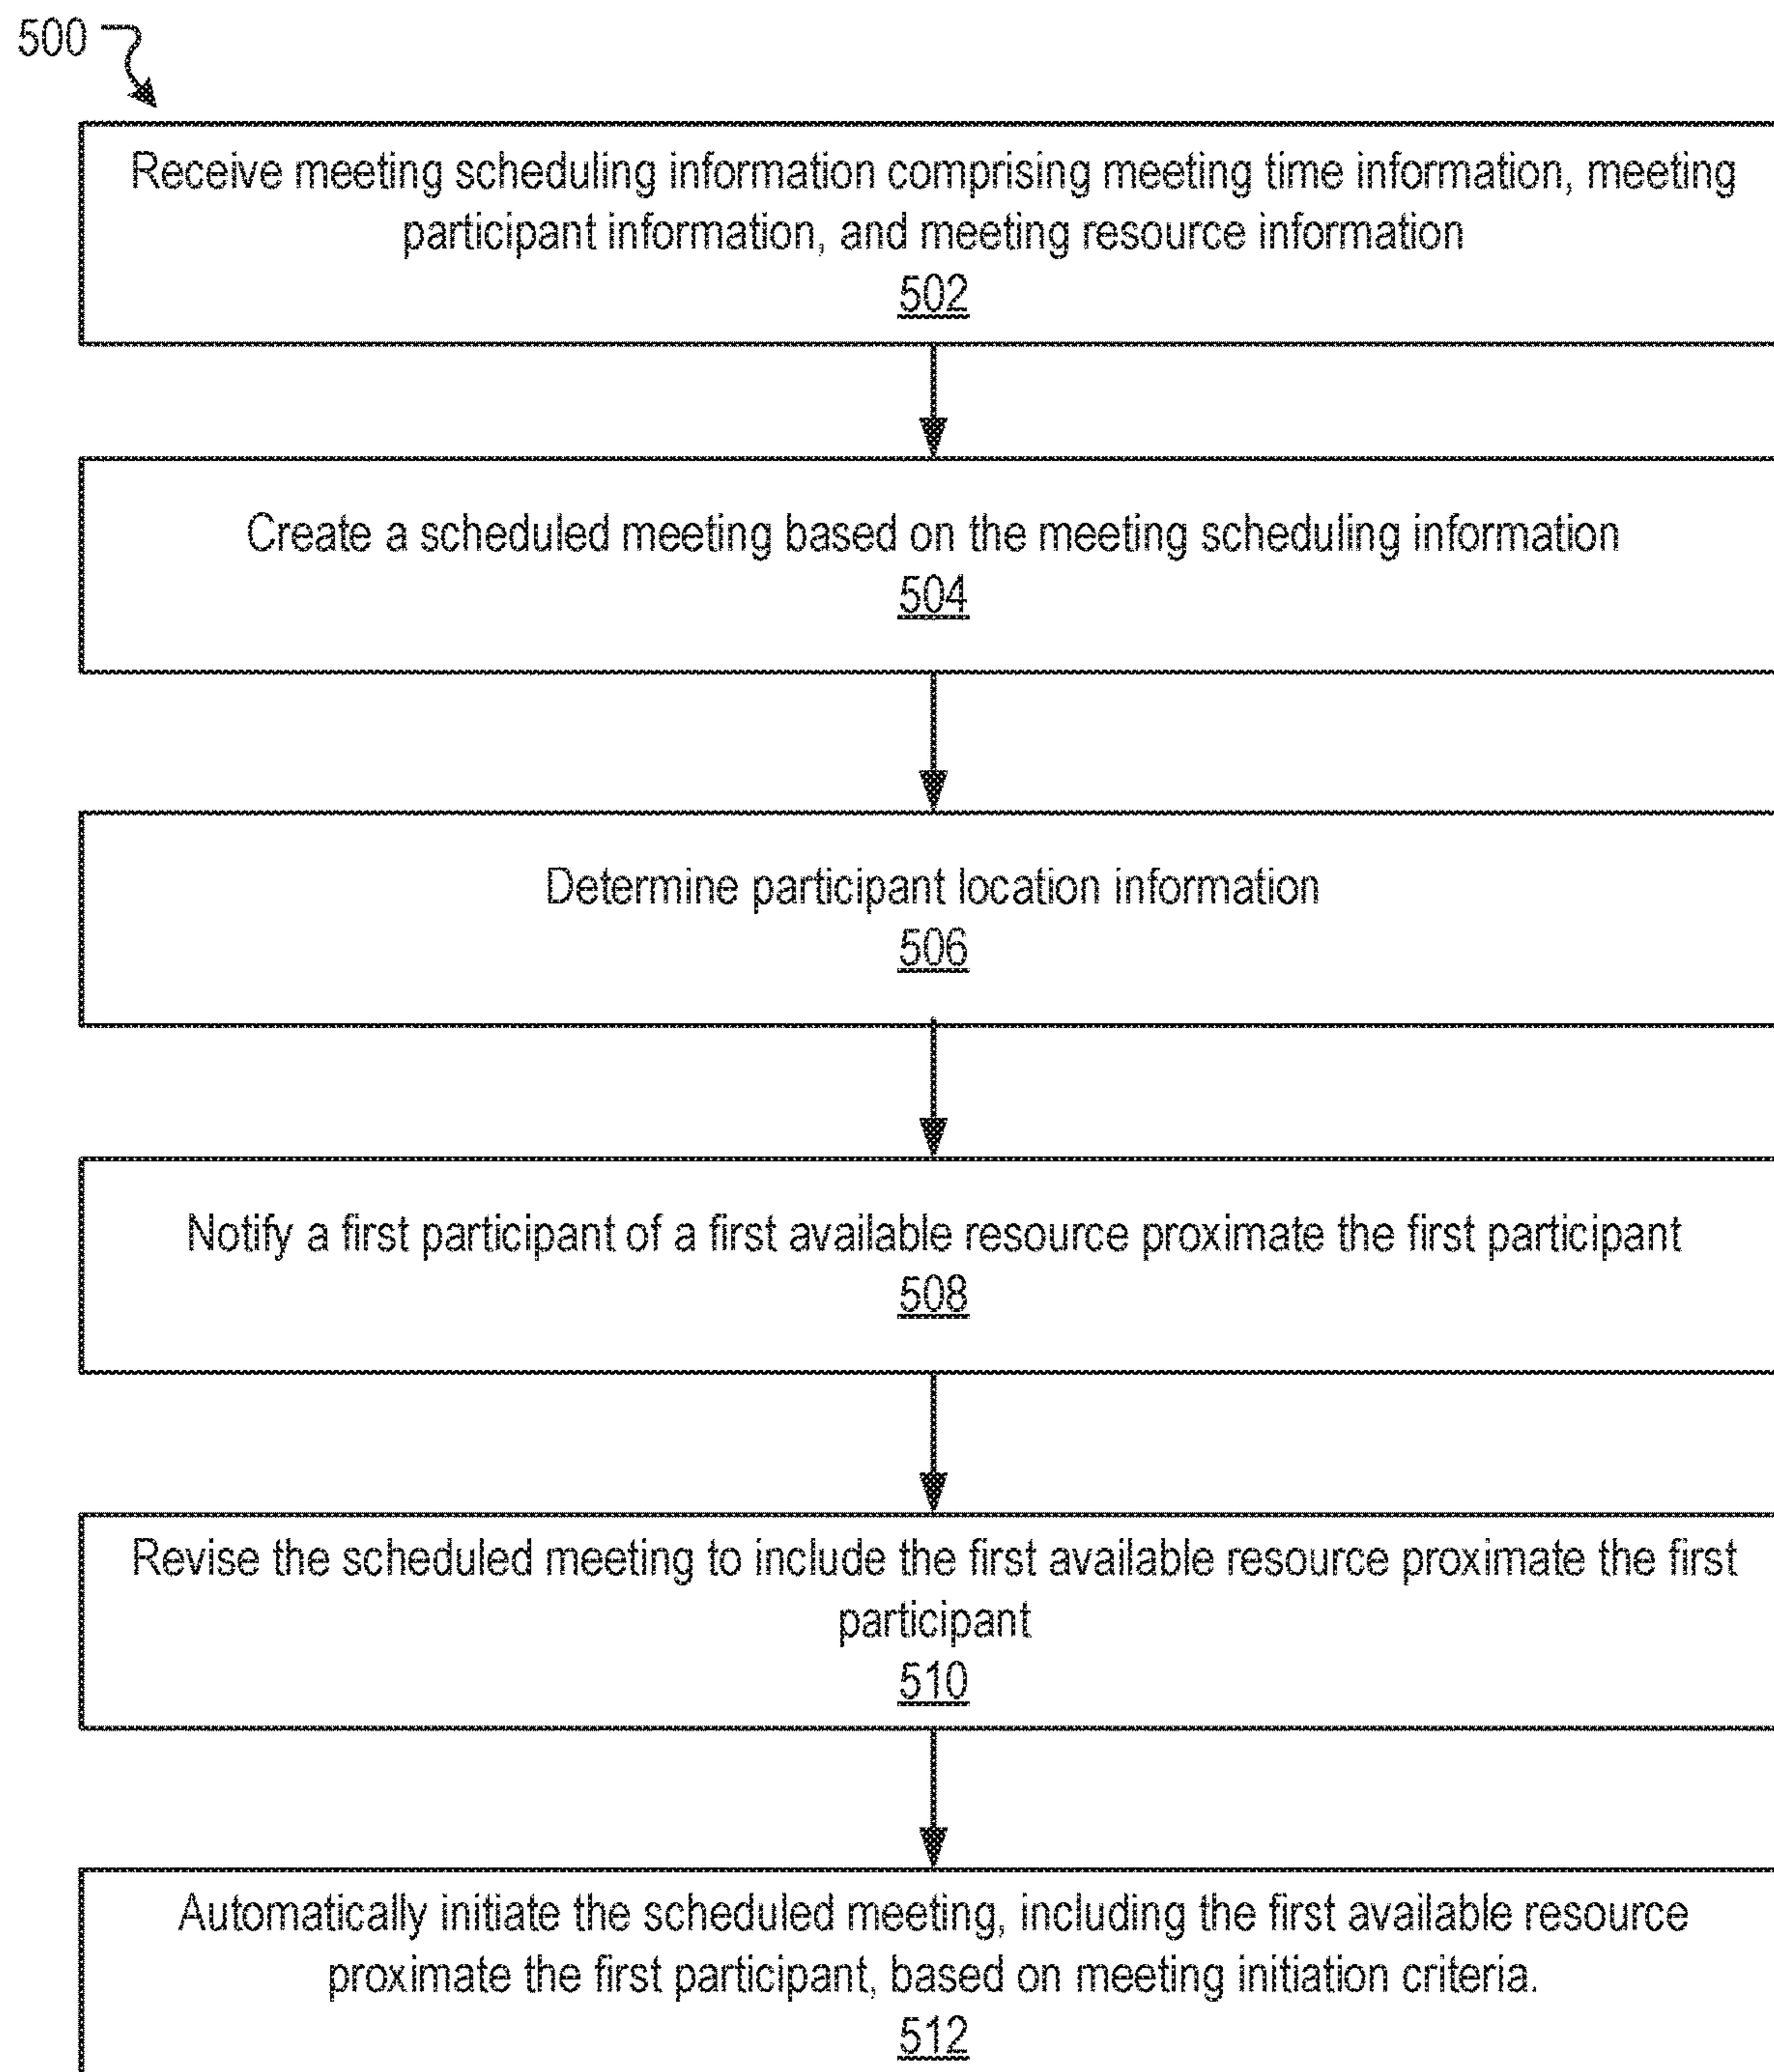 500
Receive meeting scheduling information comprising meeting time information, meeting
participant information, and meeting resource information
502
Create a scheduled meeting based on the meeting scheduling information
504
Determine participant location information
506
Notify a first participant of a first available resource proximate the first participant
508
Revise the scheduled meeting to include the first available resource proximate the first
participant
510
Automatically initiate the scheduled meeting, including the first available resource
proximate the first participant, based on meeting initiation criteria.
512